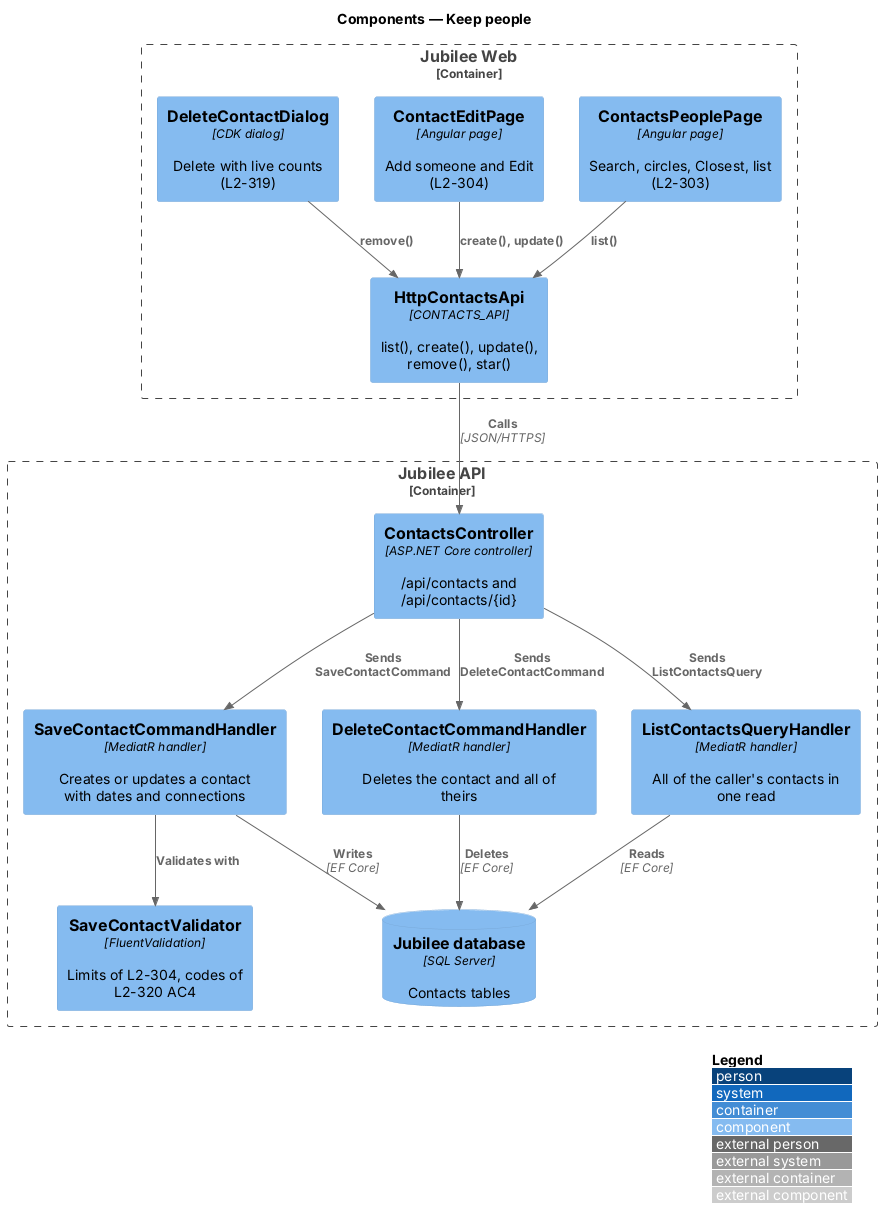 Components — Keep people
Jubilee Web
[Container]
DeleteContactDialog
[CDK dialog]
Delete with live counts
(L2-319)
ContactEditPage
[Angular page]
Add someone and Edit
(L2-304)
ContactsPeoplePage
[Angular page]
Search, circles, Closest, list
(L2-303)
remove()
create(), update()
list()
HttpContactsApi
[CONTACTS_API]
list(), create(), update(),
remove(), star()
Calls
[JSON/HTTPS]
Jubilee API
[Container]
ContactsController
[ASP.NET Core controller]
/api/contacts and
/api/contacts/{id}
Sends
SaveContactCommand
Sends
DeleteContactCommand
Sends
ListContactsQuery
SaveContactCommandHandler
[MediatR handler]
Creates or updates a contact
with dates and connections
DeleteContactCommandHandler
[MediatR handler]
Deletes the contact and all of
theirs
ListContactsQueryHandler
[MediatR handler]
All of the caller's contacts in
one read
Validates with
Writes
[EF Core]
Deletes
[EF Core]
Reads
[EF Core]
SaveContactValidator
[FluentValidation]
Limits of L2-304, codes of
L2-320 AC4
Jubilee database
[SQL Server]
Contacts tables
Legend
person
system
container
component
external person
external system
external container
external component